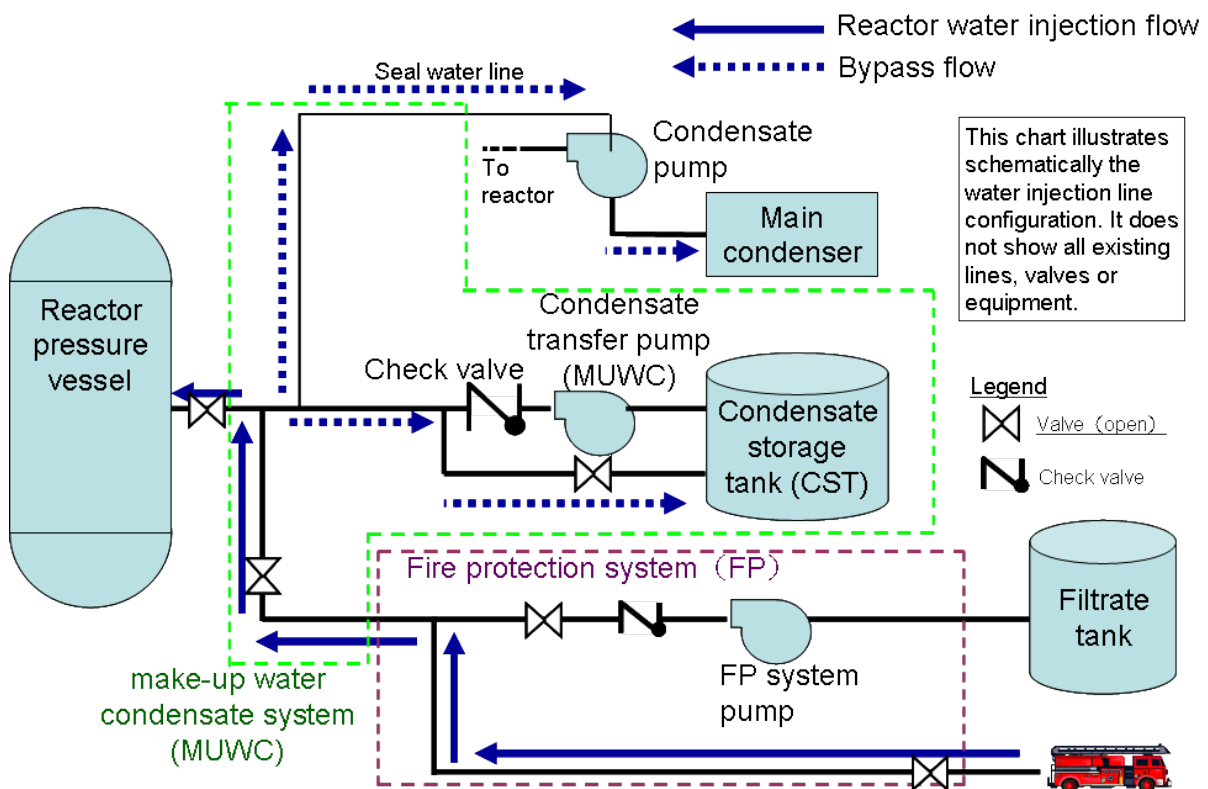 Reactor water injection flow
Bypass flow
Seal water line
Condensate
pump
To
reactor
Main
condenser
This chart illustrates
schematically the
water injection line
configuration. It does
not show all existing
lines, valves or
equipment.
Reactor
pressure
vessel
Condensate
transfer pump
(MUWC)
Check valve
Condensate
storage
tank (CST)
Legend
Valve（open）
Check valve
Fire protection system（FP）
Filtrate
tank
FP system
pump
make-up water
condensate system
(MUWC)